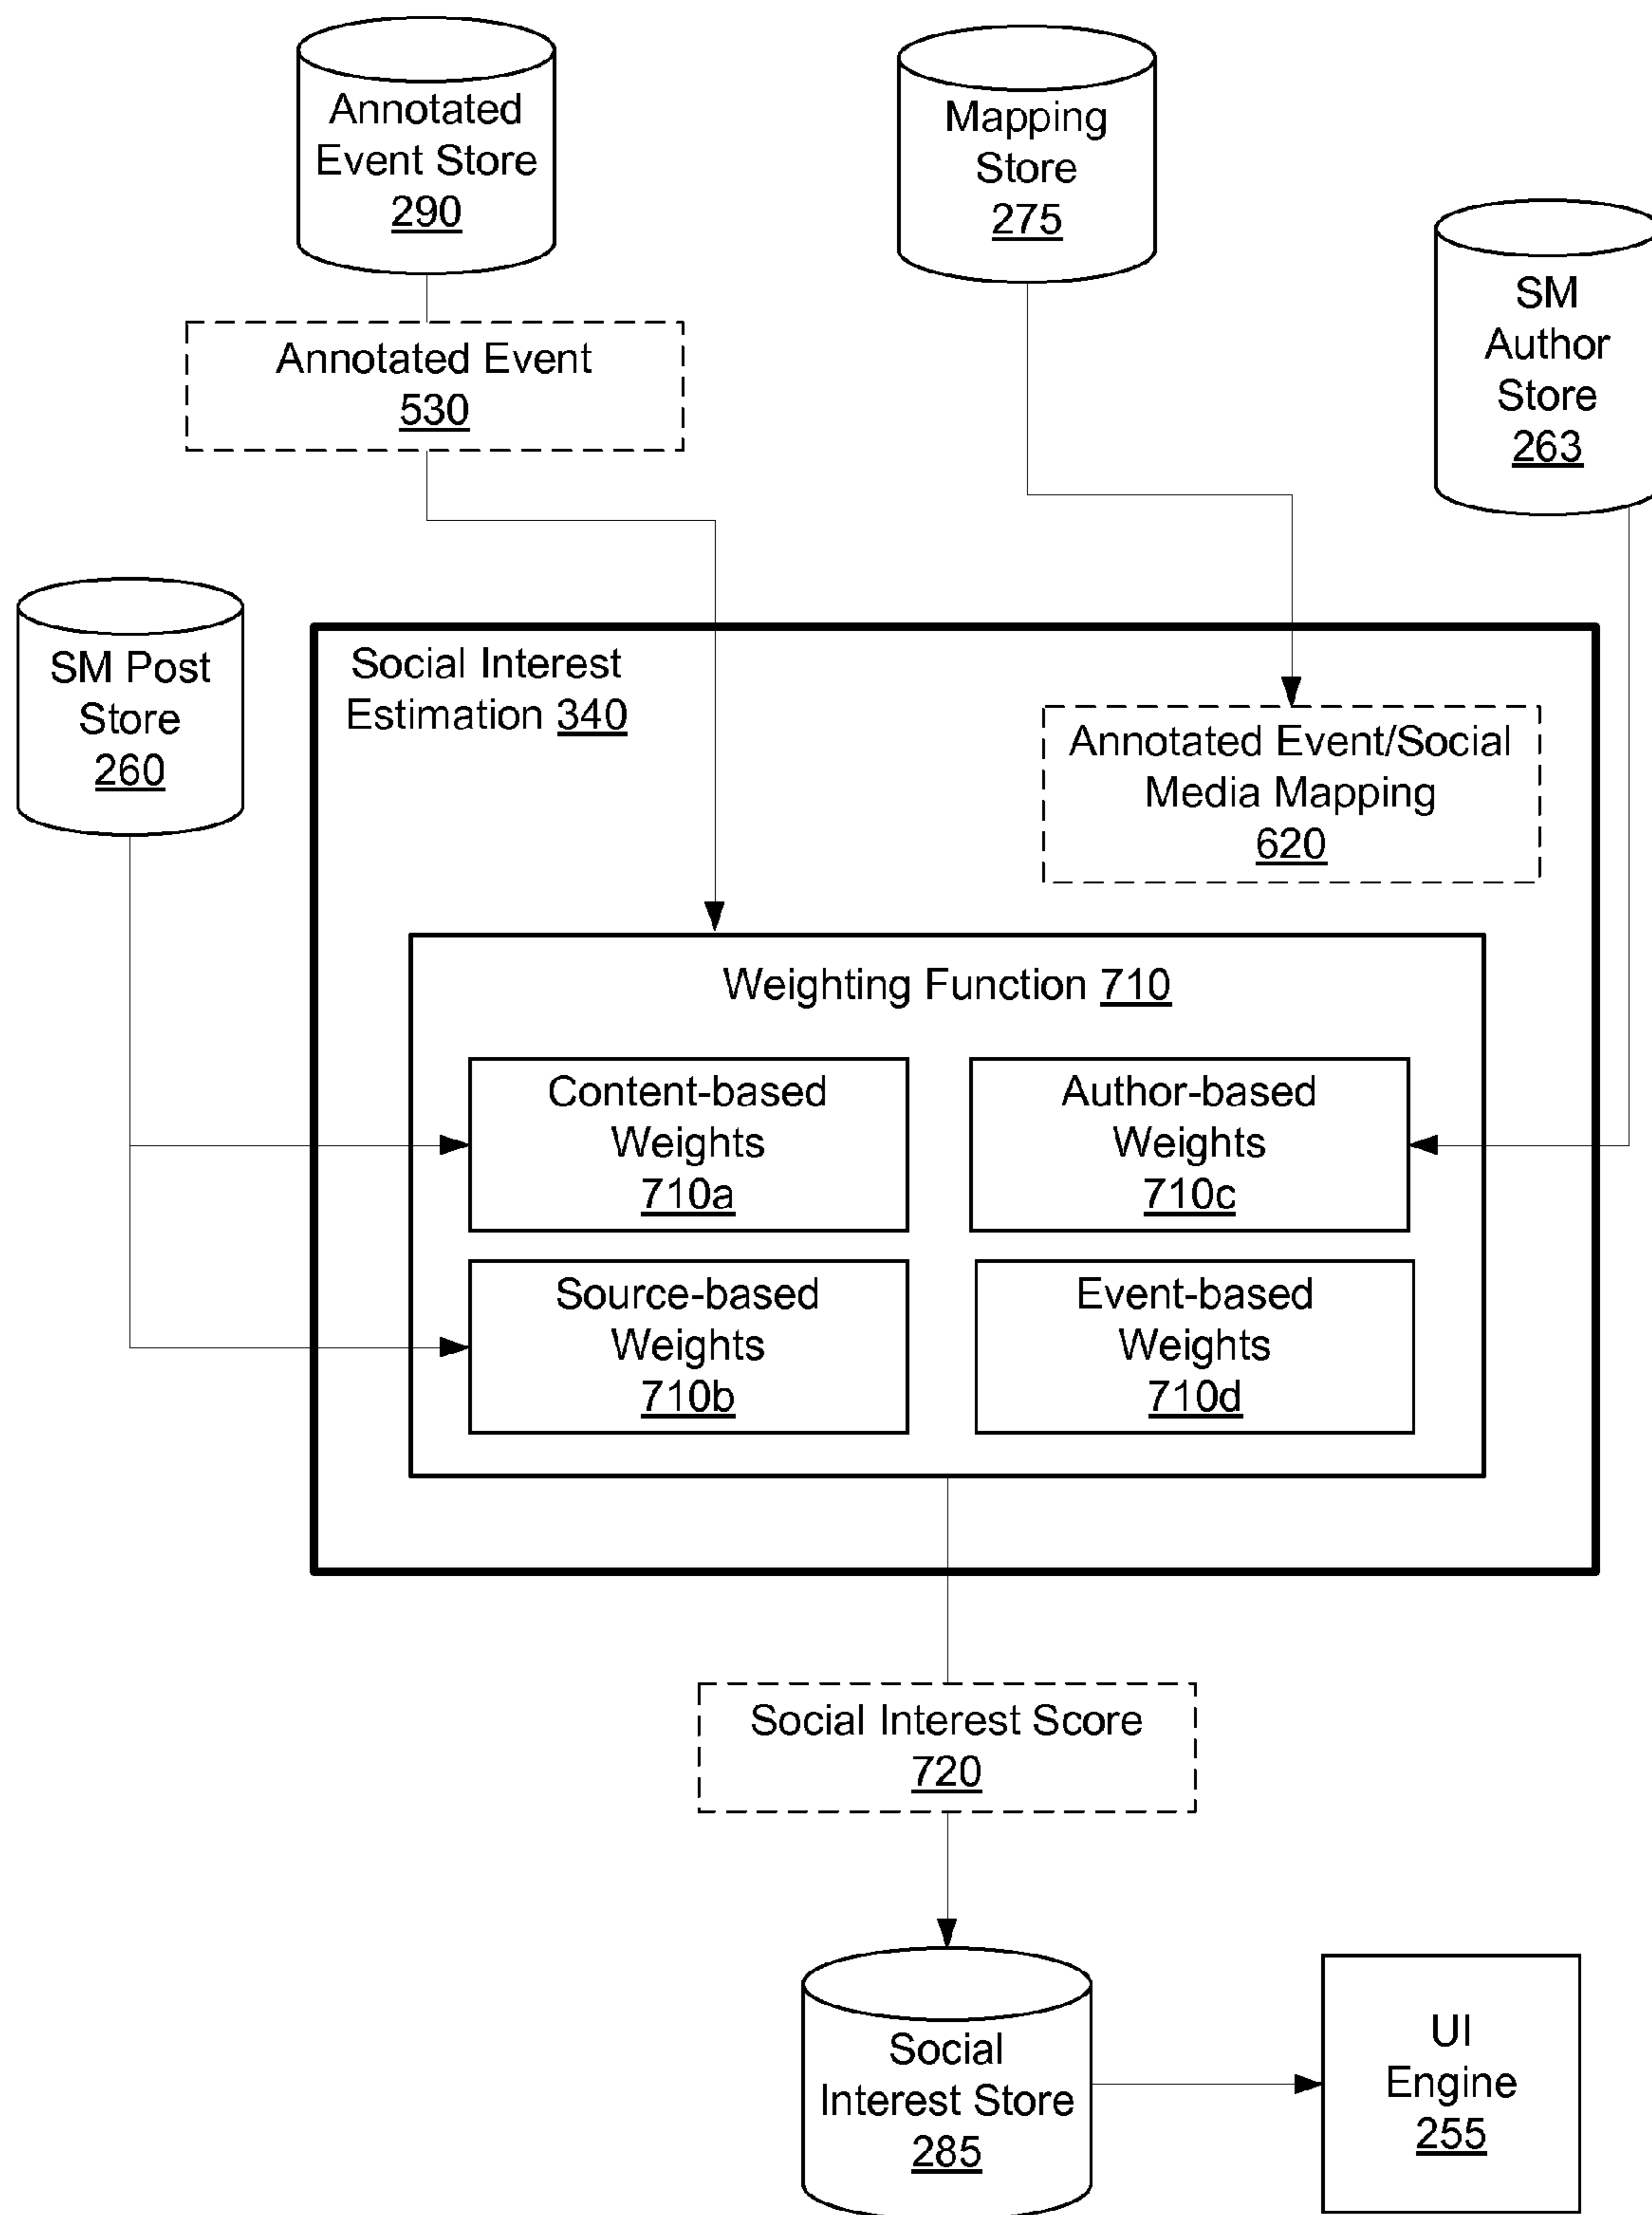 Annotated
Event Store
290
Mapping
Store
275
SM
Author
Store
263
Annotated Event
530
SM Post
Store
260
Social Interest
Estimation 340
Annotated Event/Social
Media Mapping
620
Weighting Function 710
Content-based
Weights
710a
Author-based
Weights
710c
Source-based
Weights
710b
Event-based
Weights
710d
Social Interest Score
720
Social
Interest Store
285
UI
Engine
255